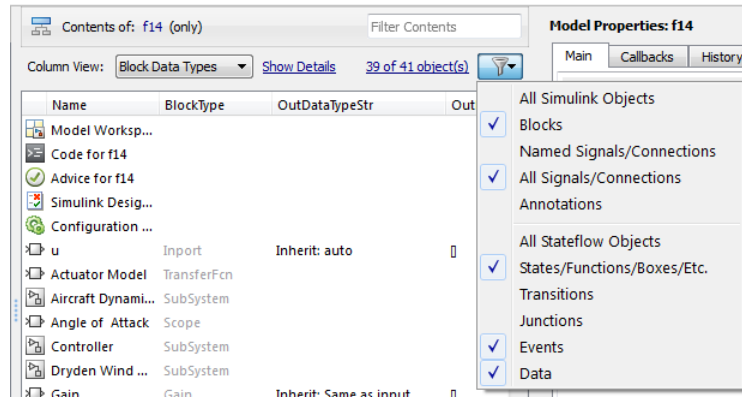 Contents of: f14 (only)
Filter Contents
Model Properties: f14
Column View: Block Data Types Show Details 39 of 41 object(s)
Main Callbacks History
Name BlockType OutDataTypeStr Out
Model Worksp...
Code for f14
Advice for f14
Simulink Desig...
Configuration ...
u Inport Inherit: auto []
Actuator Model TransferFcn
Aircraft Dynami... SubSystem
Angle of Attack Scope
Controller SubSystem
Dryden Wind ... SubSystem
Gain Gain Inherit: Same as input []
All Simulink Objects
Blocks
Named Signals/Connections
All Signals/Connections
Annotations
All Stateflow Objects
States/Functions/Boxes/Etc.
Transitions
Junctions
Events
Data